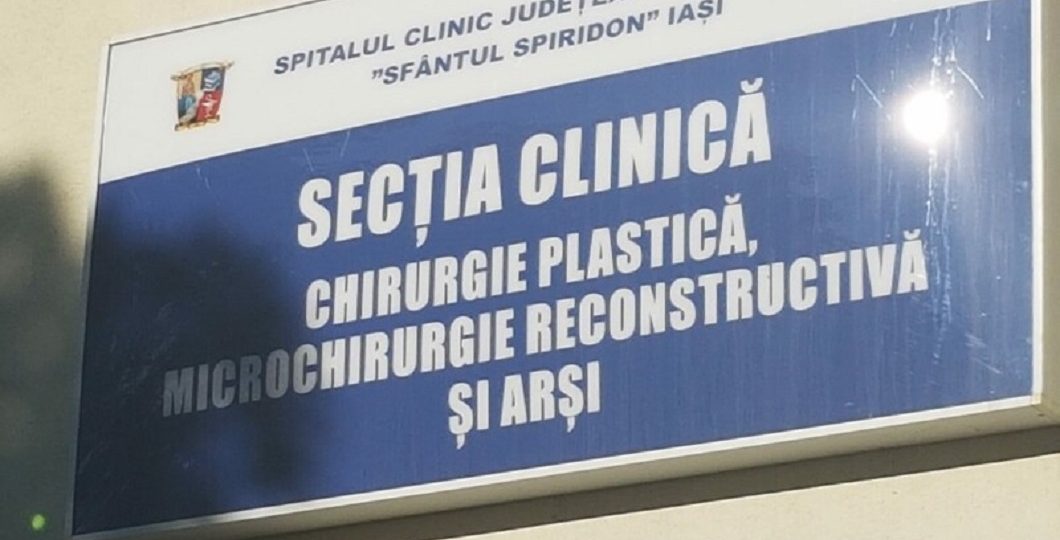 SPITALUL CLINIC
"SFÂNTUL SPIRIDON" IAȘI
SECȚIA CLINICĂ
CHIRURGIE PLASTICĂ,
MICROCHIRURGIE RECONSTRUCTIVĂ
ȘI ARȘI